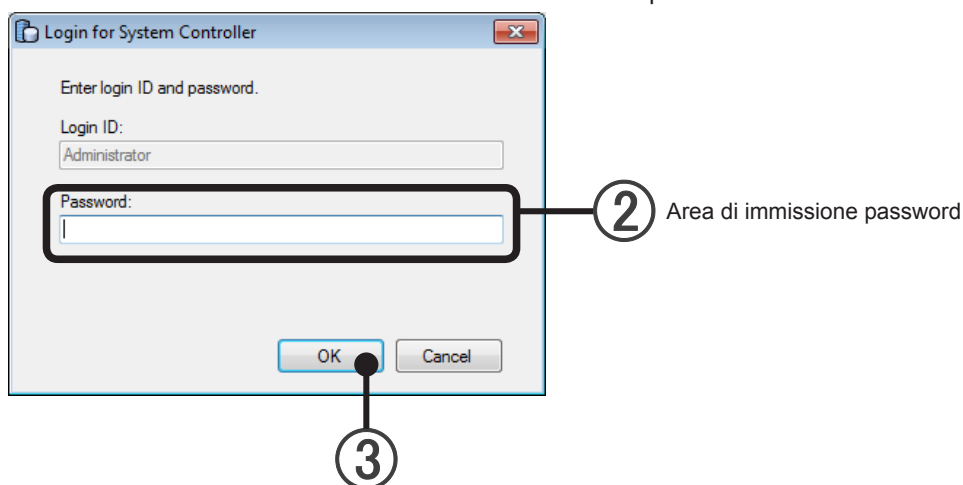 Login for System Controller
Enter login ID and password.
Login ID:
Administrator
Password:
2 Area di immissione password
OK Cancel
3